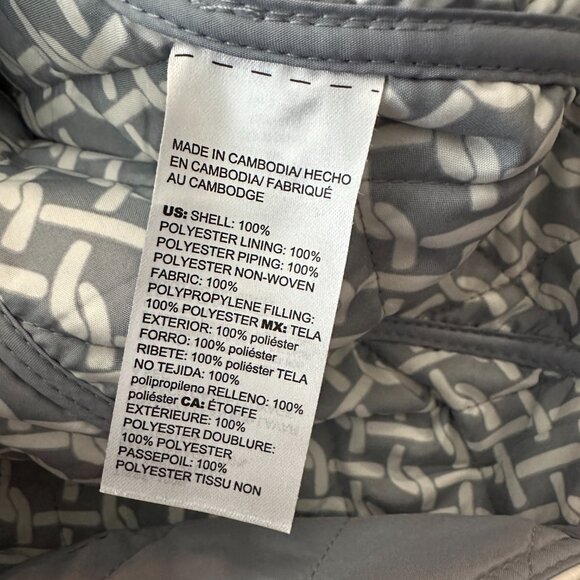 MADE IN CAMBODIA/ HECHO
EN CAMBODIA/ FABRIQUÉ
AU CAMBODGE
US: SHELL: 100%
POLYESTER LINING: 100%
POLYESTER PIPING: 100%
POLYESTER NON-WOVEN
FABRIC: 100%
POLYPROPYLENE FILLING:
100% POLYESTER MX: TELA
EXTERIOR: 100% poliéster
FORRO: 100% poliéster
RIBETE: 100% poliéster TELA
NO TEJIDA: 100%
polipropileno RELLENO: 100%
poliéster CA: ÉTOFFE
EXTÉRIEURE: 100%
POLYESTER DOUBLURE:
100% POLYESTER
PASSEPOIL: 100%
POLYESTER TISSU NON